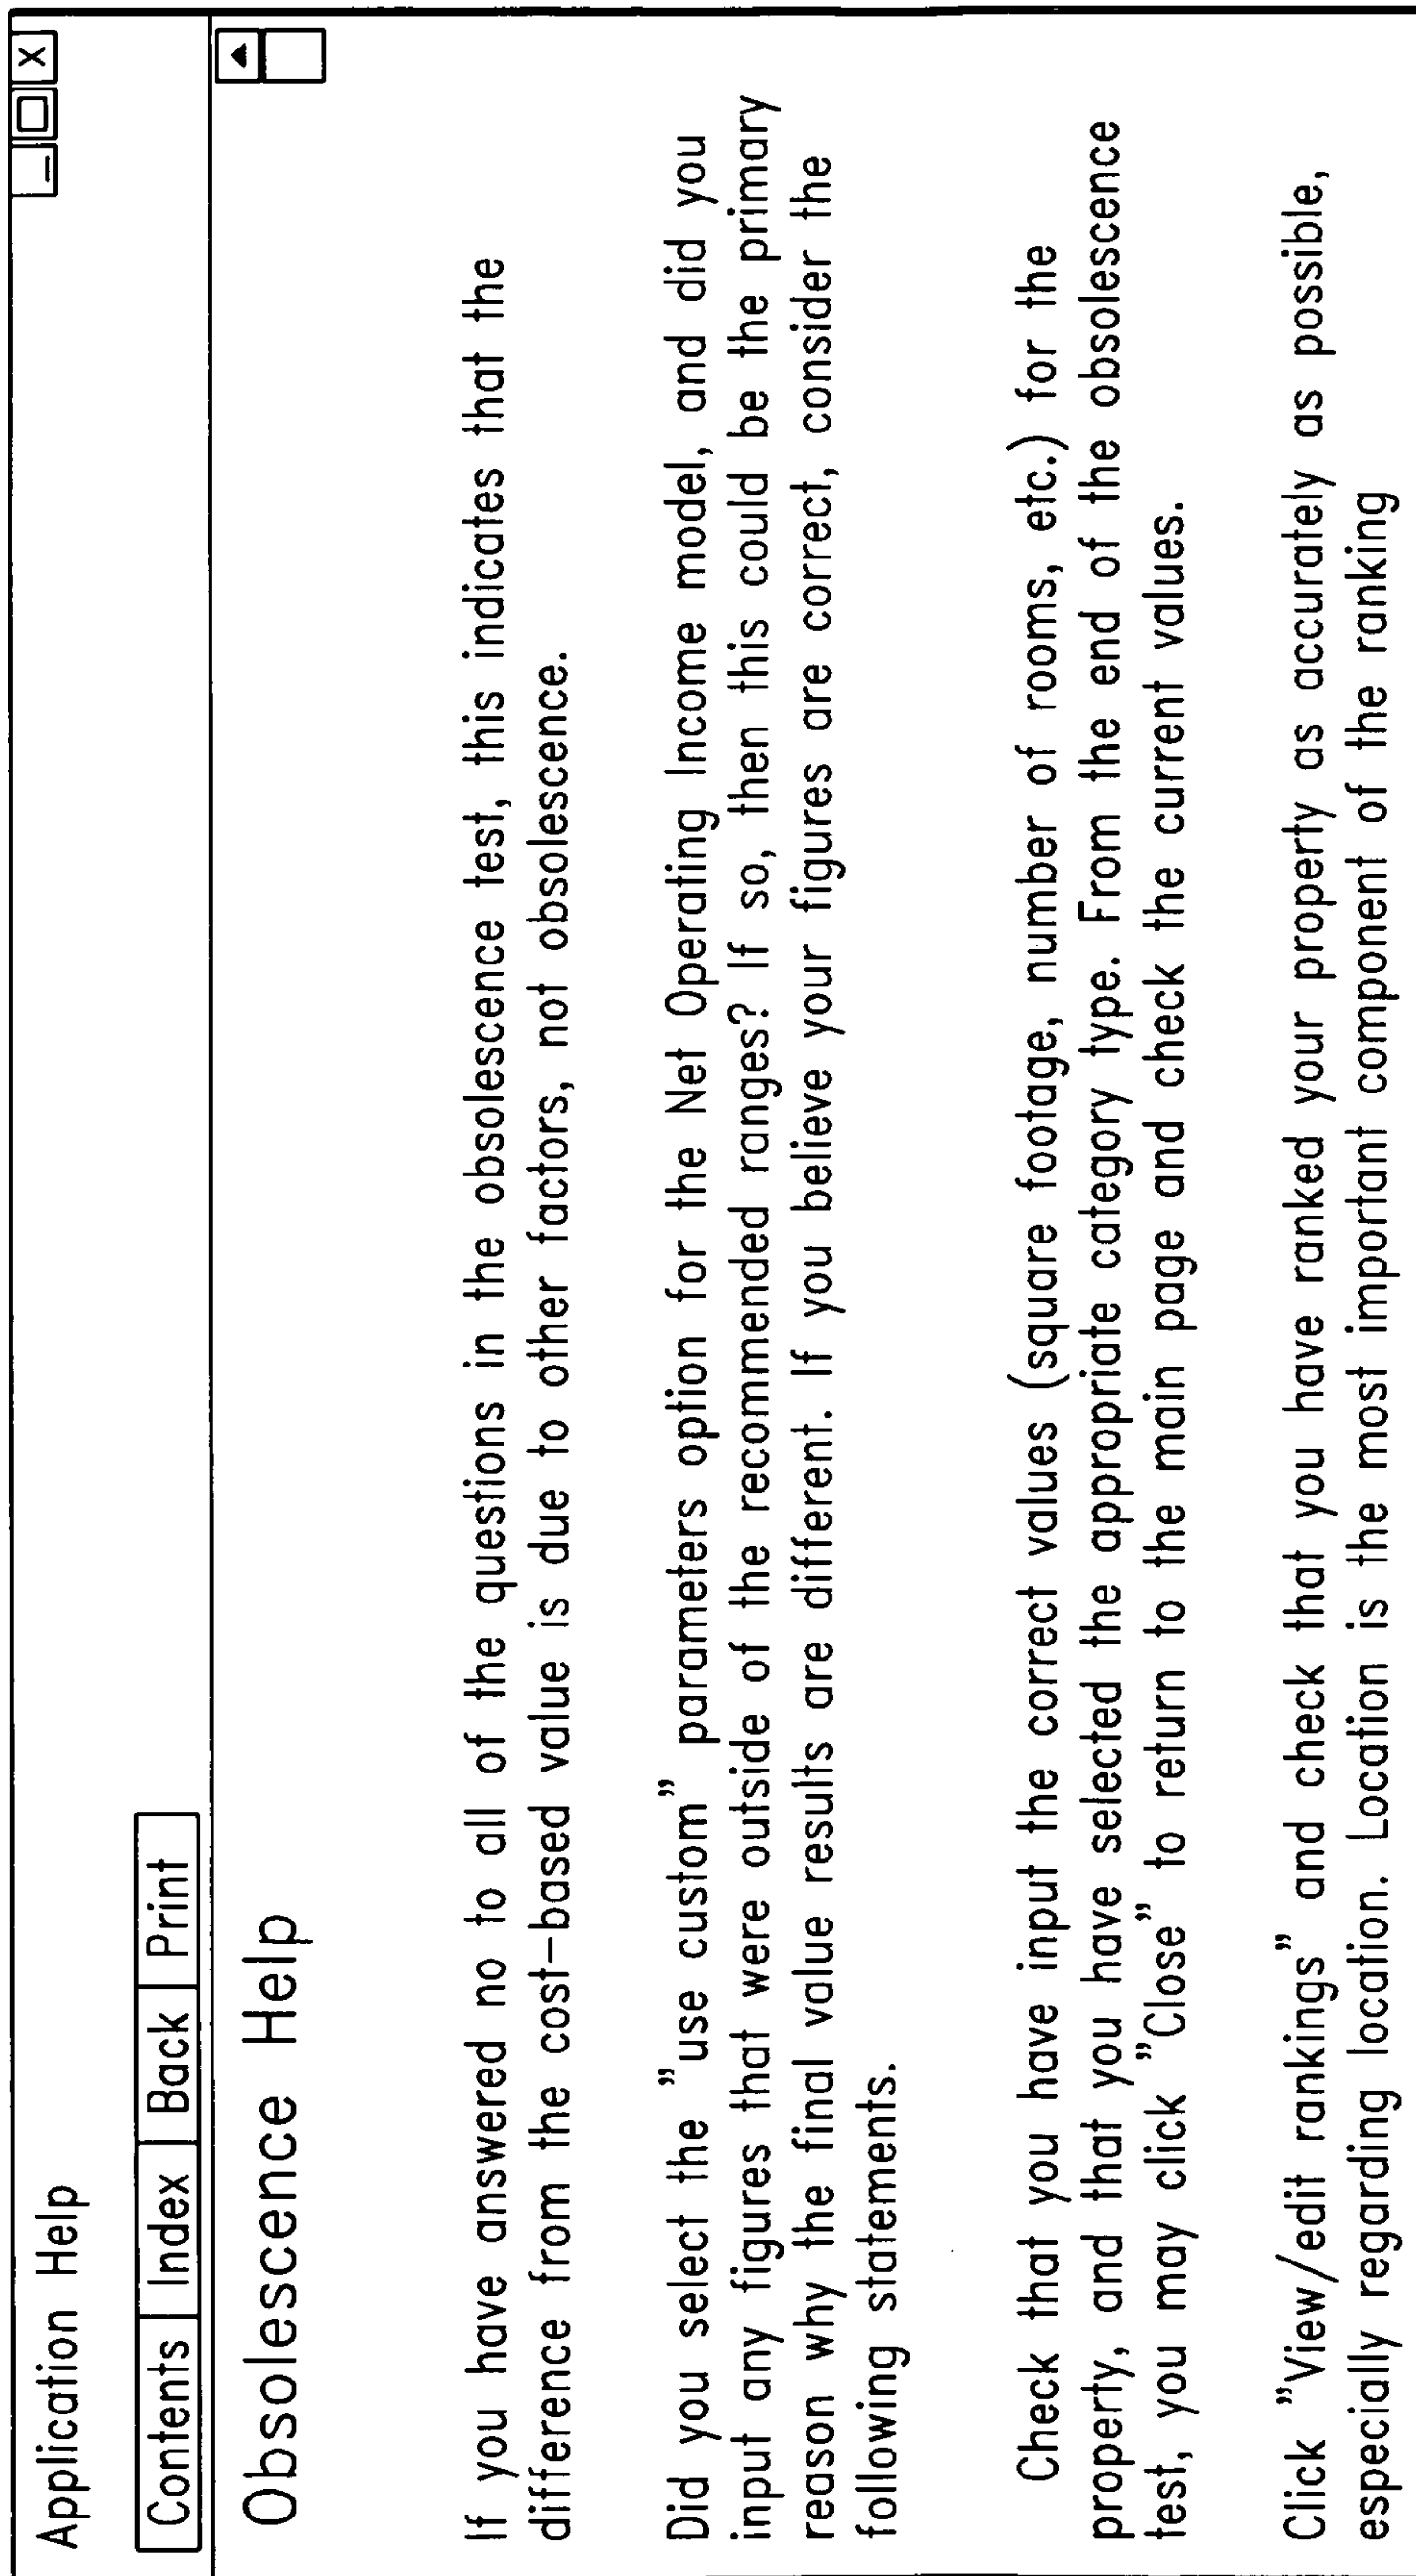 Application Help
X
Contents Index Back Print
Obsolescence Help
If you have answered no to all of the questions in the obsolescence test, this indicates that the
difference from the cost-based value is due to other factors, not obsolescence.
Did you select the "use custom" parameters option for the Net Operating Income model, and did you
input any figures that were outside of the recommended ranges? If so, then this could be the primary
reason why the final value results are different. If you believe your figures are correct, consider the
following statements.
Check that you have input the correct values (square footage, number of rooms, etc.) for the
property, and that you have selected the appropriate category type. From the end of the obsolescence
test, you may click "Close" to return to the main page and check the current values.
Click "View/edit rankings" and check that you have ranked your property as accurately as possible,
especially regarding location. Location is the most important component of the ranking